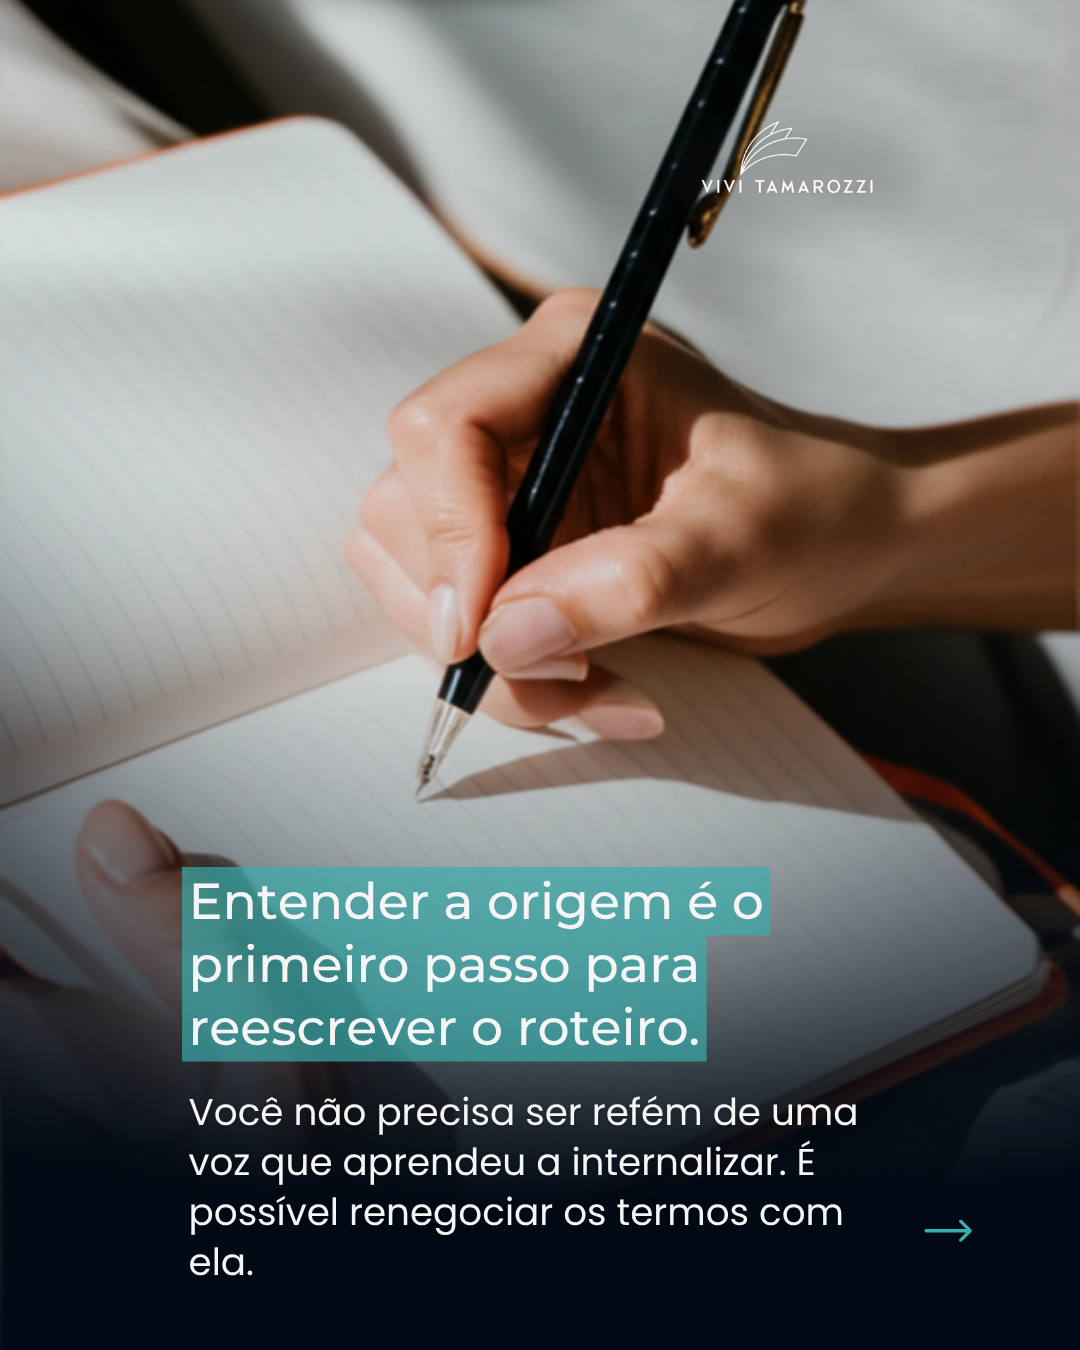 VIVI TAMAROZZI
Entender a origem é o
primeiro passo para
reescrever o roteiro.
Você não precisa ser refém de uma
voz que aprendeu a internalizar. É
possível renegociar os termos com
ela.